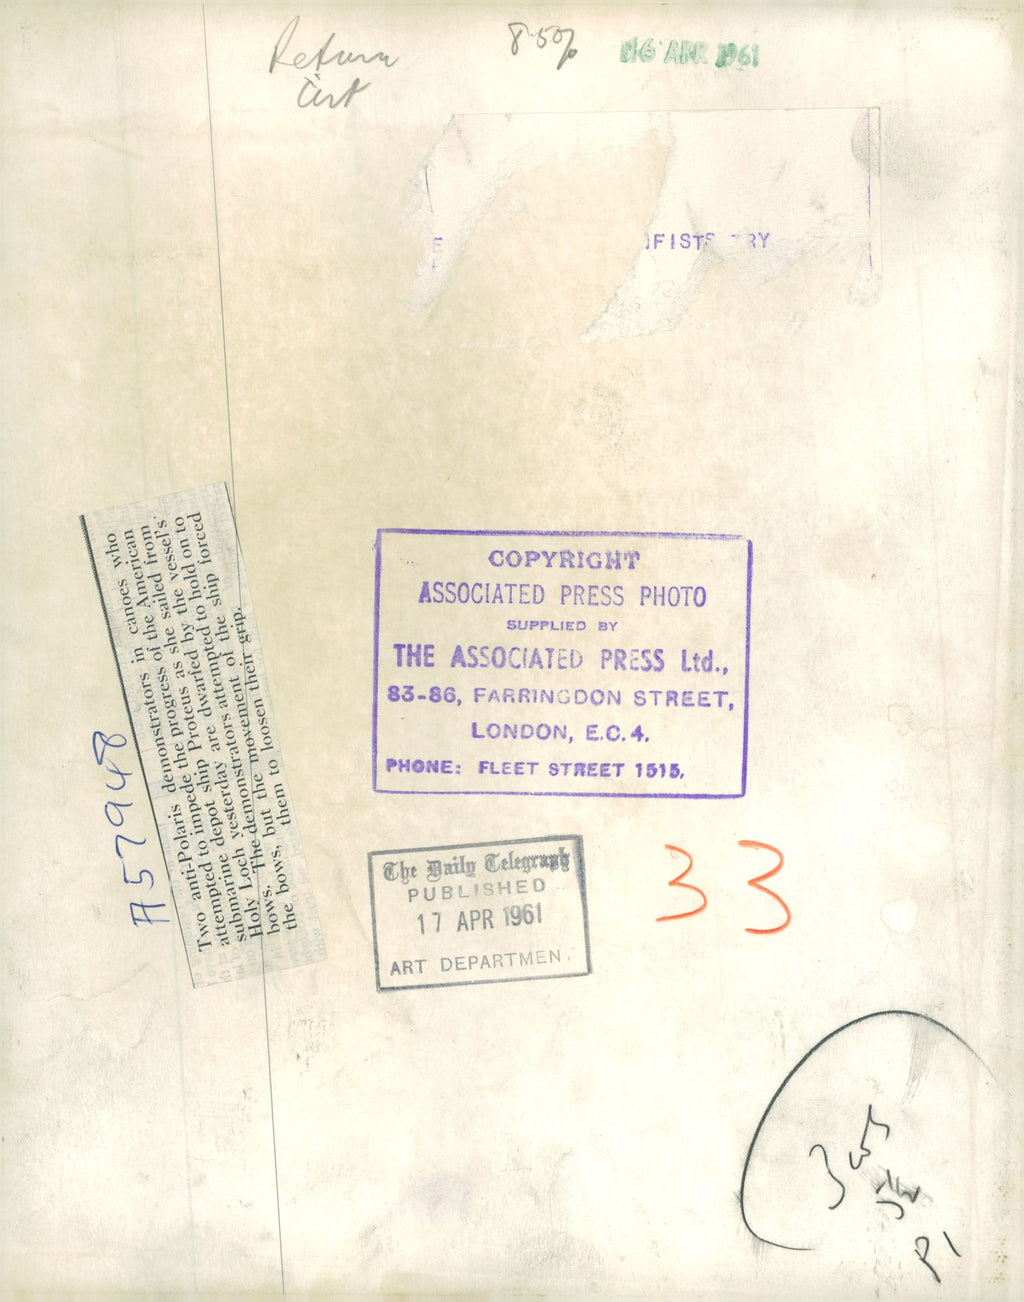 Return
Art
8.50%
16 APR 1961
IFISTS
RY
COPYRIGHT
ASSOCIATED PRESS PHOTO
SUPPLIED BY
THE ASSOCIATED PRESS Ltd.,
83-86, FARRINGDON STREET,
LONDON, E.C.4.
PHONE: FLEET STREET 1515,
A57948
Two anti-Polaris demonstrators in canoes who
attempted to impede the progress of the American
submarine depot ship Proteus as she sailed from
Holy Loch yesterday are dwarfed by the vessel's
bows. The demonstrators attempted to hold on to
the bows, but the movement of the ship forced
them to loosen their grip.
The Daily Telegraph
PUBLISHED
17 APR 1961
ART DEPARTMEN
33
P1